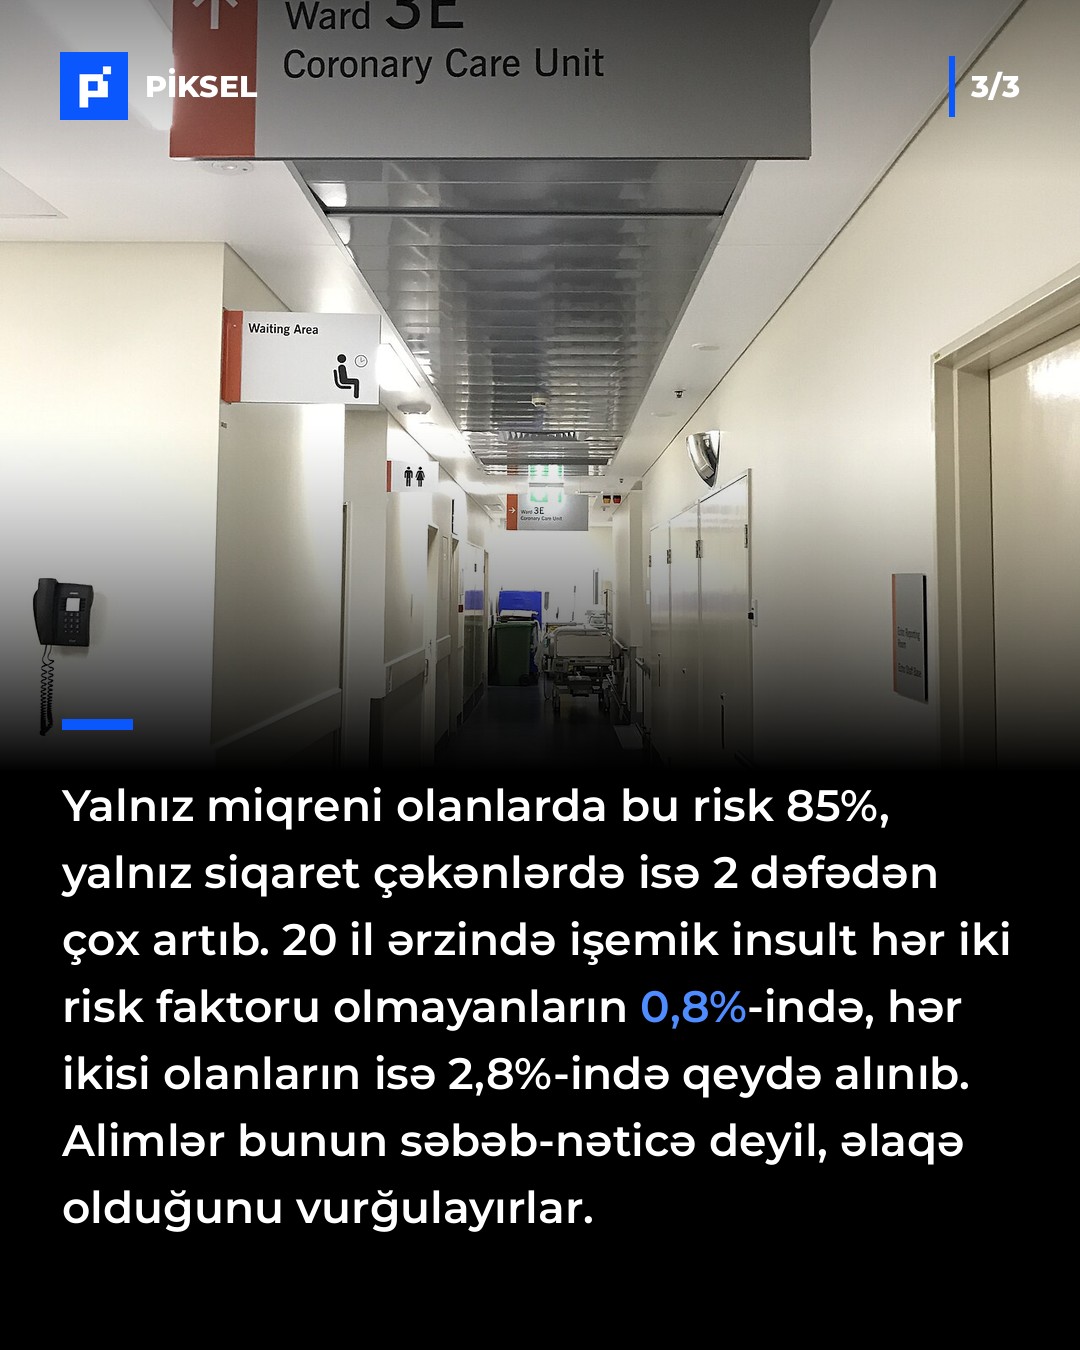 Ward 3E
Coronary Care Unit
PİKSEL
3/3
Waiting Area
Ward 3E
Coronary Care Unit
Yalnız miqreni olanlarda bu risk 85%,
yalnız siqaret çəkənlərdə isə 2 dəfədən
çox artıb. 20 il ərzində işemik insult hər iki
risk faktoru olmayanların 0,8%-ində, hər
ikisi olanların isə 2,8%-ində qeydə alınıb.
Alimlər bunun səbəb-nəticə deyil, əlaqə
olduğunu vurğulayırlar.